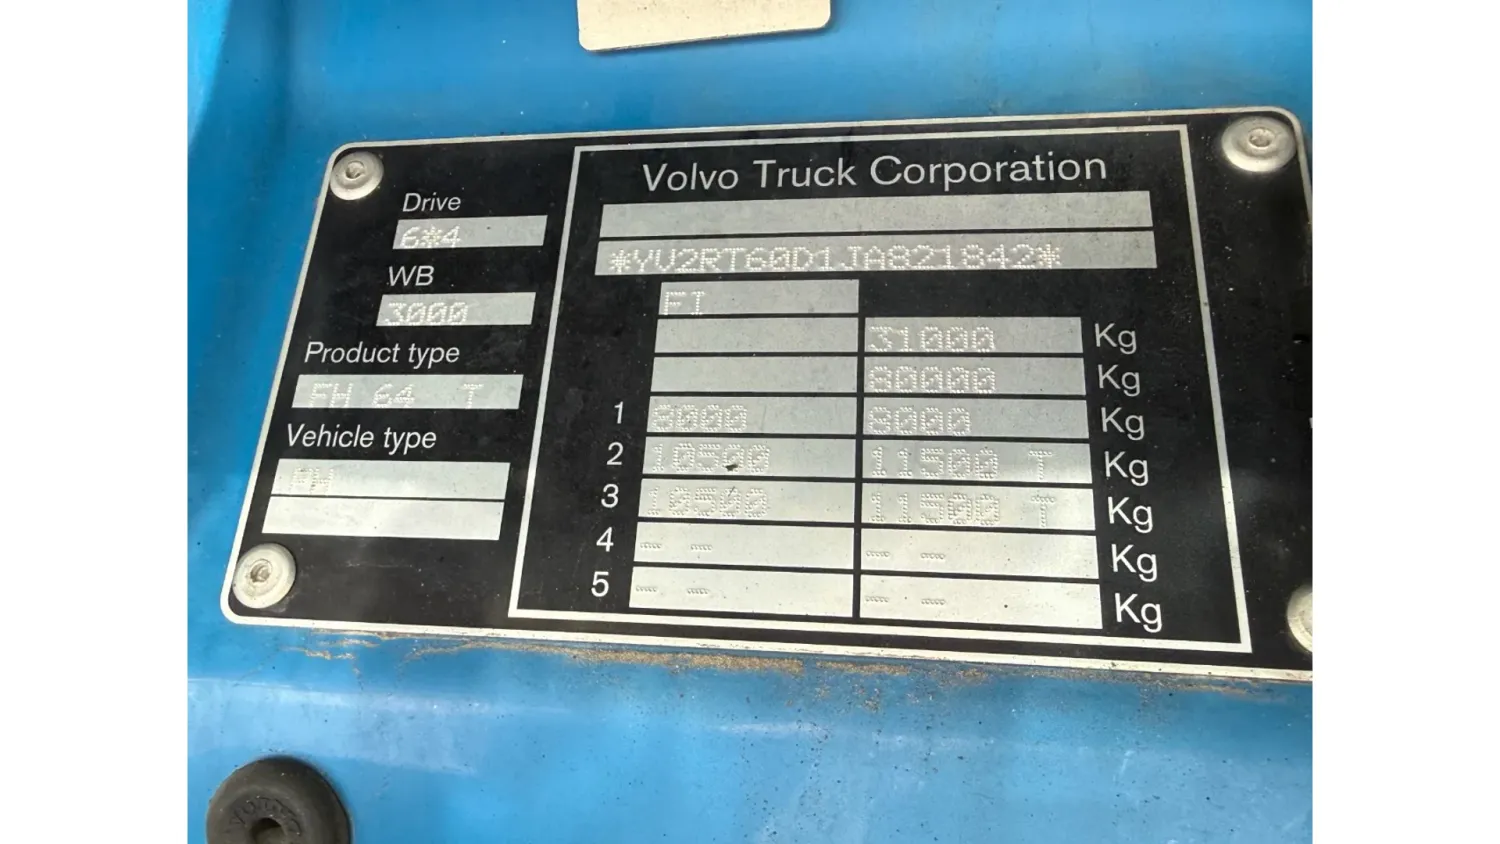 Volvo Truck Corporation
Drive
6*4
*YV2RT60D1JA821842*
WB
3000
FI
31000 Kg
Product type
FH 64 T
80000 Kg
Vehicle type
FH
1 8000 8000 Kg
2 10500 11500 T Kg
3 10500 11500 T Kg
4 -- -- -- -- Kg
5 -- -- -- -- Kg